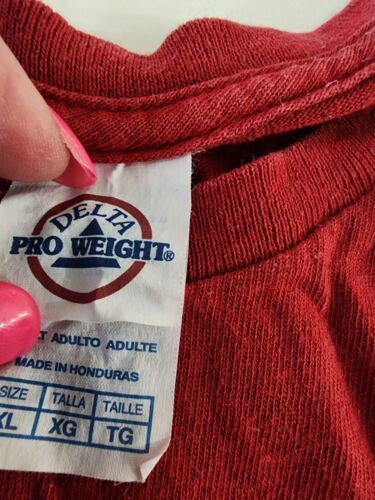 DELTA
PRO WEIGHT®
ADULTO ADULTE
MADE IN HONDURAS
SIZE TALLA TAILLE
XL XG TG